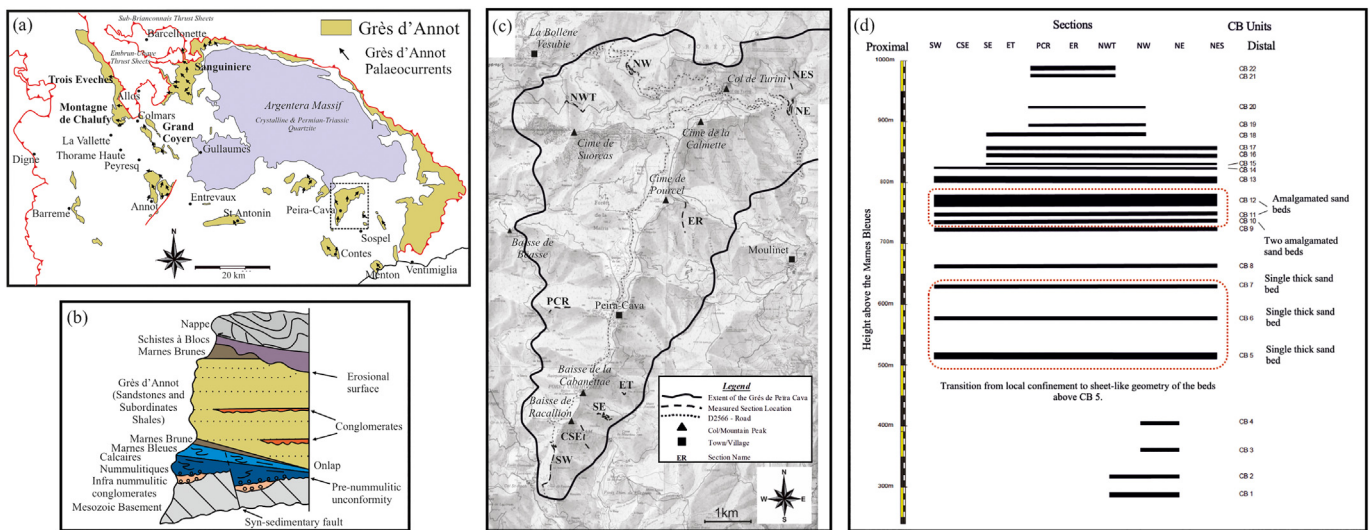 (a)
Sub-Brianconnais Thrust Sheets
Barcellonette
Embrun-Ubaye
Thrust Sheets
Grès d'Annot
Grès d'Annot
Palaeocurrents
Trois Eveches
Sanguiniere
Allos
Argentera Massif
Crystalline & Permian-Triassic
Quartzite
Montagne
de Chalufy
Colmars
Grand
Coyer
La Vallette
Thorame Haute
Gullaumes
Digne
Peyresq
Entrevaux
Annot
Barreme
St Antonin
Peira-Cava
Sospel
Contes
Menton
Ventimiglia
N
20 km
(b)
Nappe
Schistes à Blocs
Marnes Brunes
Grès d'Annot
(Sandstones and
Subordinates
Shales)
Marnes Brune
Marnes Bleues
Calcaires
Nummulitiques
Infra nummulitic
conglomerates
Mesozoic Basement
Erosional
surface
Conglomerates
Onlap
Pre-nummulitic
unconformity
Syn-sedimentary fault
(c)
La Bollene
Vesubie
NW
NES
Col de Turini
NWT
NE
Cime de
Suorcas
Cime de la
Calmette
Cime de
Pourcel
ER
Baisse de
Béasse
Moulinet
PCR
Peira-Cava
Baisse de la
Cabanettae
ET
Baisse de
Racaillon
SE
CSE
SW
Legend
Extent of the Grés de Peira Cava
Measured Section Location
D2566 - Road
Col/Mountain Peak
Town/Village
ER Section Name
1km
N
W E
S
(d)
Sections
CB Units
Proximal SW CSE SE ET PCR ER NWT NW NE NES Distal
1000m
CB 22
CB 21
CB 20
900m
CB 19
CB 18
CB 17
CB 16
CB 15
CB 14
800m
CB 13
CB 12
Amalgamated sand
beds
CB 11
CB 10
CB 9
Two amalgamated
sand beds
700m
CB 8
CB 7
Single thick sand
bed
600m
CB 6
Single thick sand
bed
CB 5
Single thick sand
bed
500m
Transition from local confinement to sheet-like geometry of the beds
above CB 5.
CB 4
400m
CB 3
CB 2
300m
CB 1
Height above the Marnes Bleues